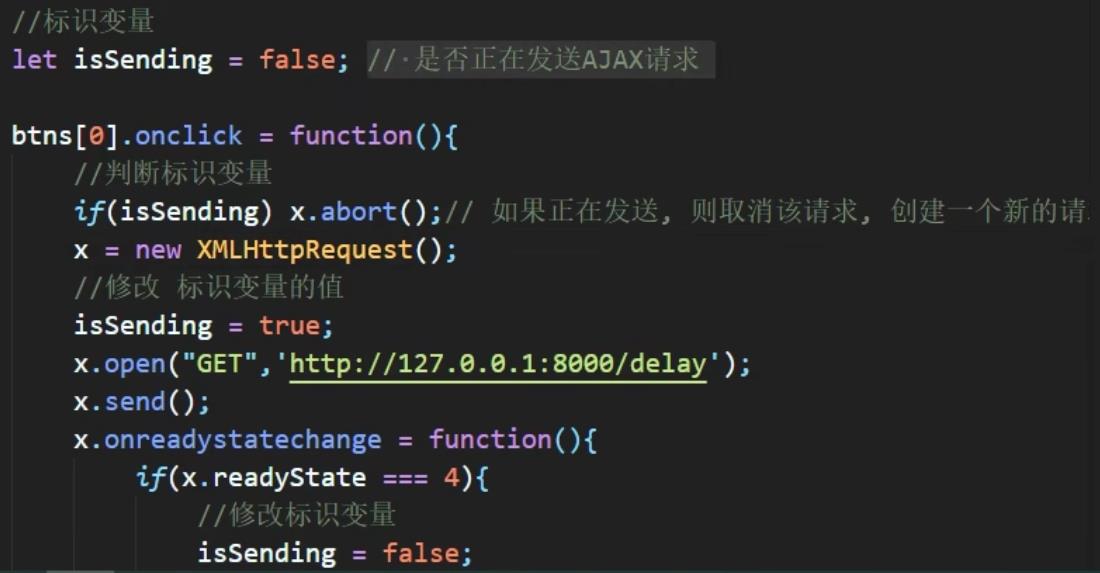 //标识变量
let isSending = false; // 是否正在发送AJAX请求
btns[0].onclick = function(){
//判断标识变量
if(isSending) x.abort();// 如果正在发送, 则取消该请求, 创建一个新的请
x = new XMLHttpRequest();
//修改 标识变量的值
isSending = true;
x.open("GET",'http://127.0.0.1:8000/delay');
x.send();
x.onreadystatechange = function(){
if(x.readyState === 4){
//修改标识变量
isSending = false;